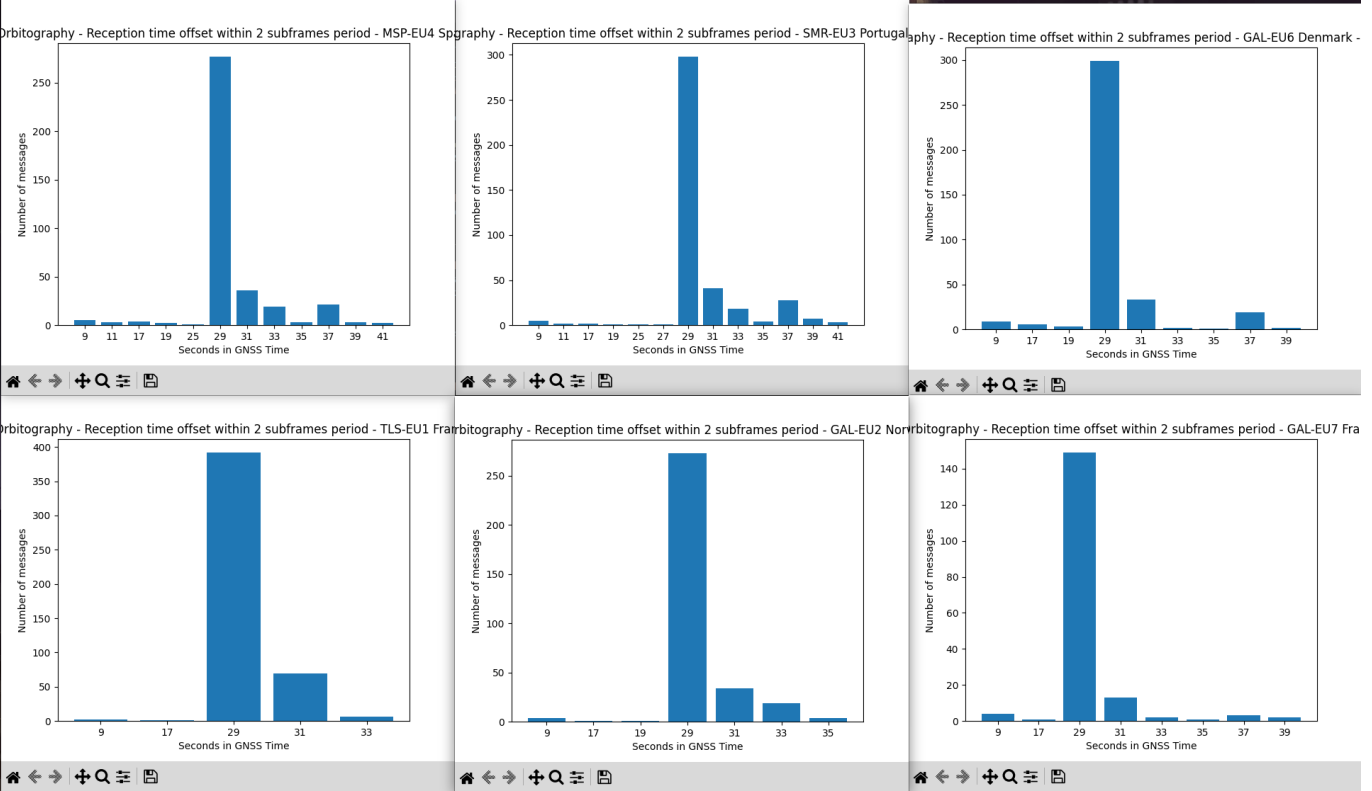 Orbitography - Reception time offset within 2 subframes period - MSP-EU4 Sp
300
250
200
150
100
50
0
Number of messages
9 11 17 19 25 29 31 33 35 37 39 41
Seconds in GNSS Time
graphy - Reception time offset within 2 subframes period - SMR-EU3 Portugal
300
250
200
150
100
50
0
Number of messages
9 11 17 19 25 27 29 31 33 35 37 39 41
Seconds in GNSS Time
aphy - Reception time offset within 2 subframes period - GAL-EU6 Denmark -
300
250
200
150
100
50
0
Number of messages
9 17 19 29 31 33 35 37 39
Seconds in GNSS Time
Orbitography - Reception time offset within 2 subframes period - TLS-EU1 Fran
400
350
300
250
200
150
100
50
0
Number of messages
9 17 29 31 33
Seconds in GNSS Time
rbitography - Reception time offset within 2 subframes period - GAL-EU2 Nor
250
200
150
100
50
0
Number of messages
9 17 19 29 31 33 35
Seconds in GNSS Time
rbitography - Reception time offset within 2 subframes period - GAL-EU7 Fra
140
120
100
80
60
40
20
0
Number of messages
9 17 29 31 33 35 37 39
Seconds in GNSS Time